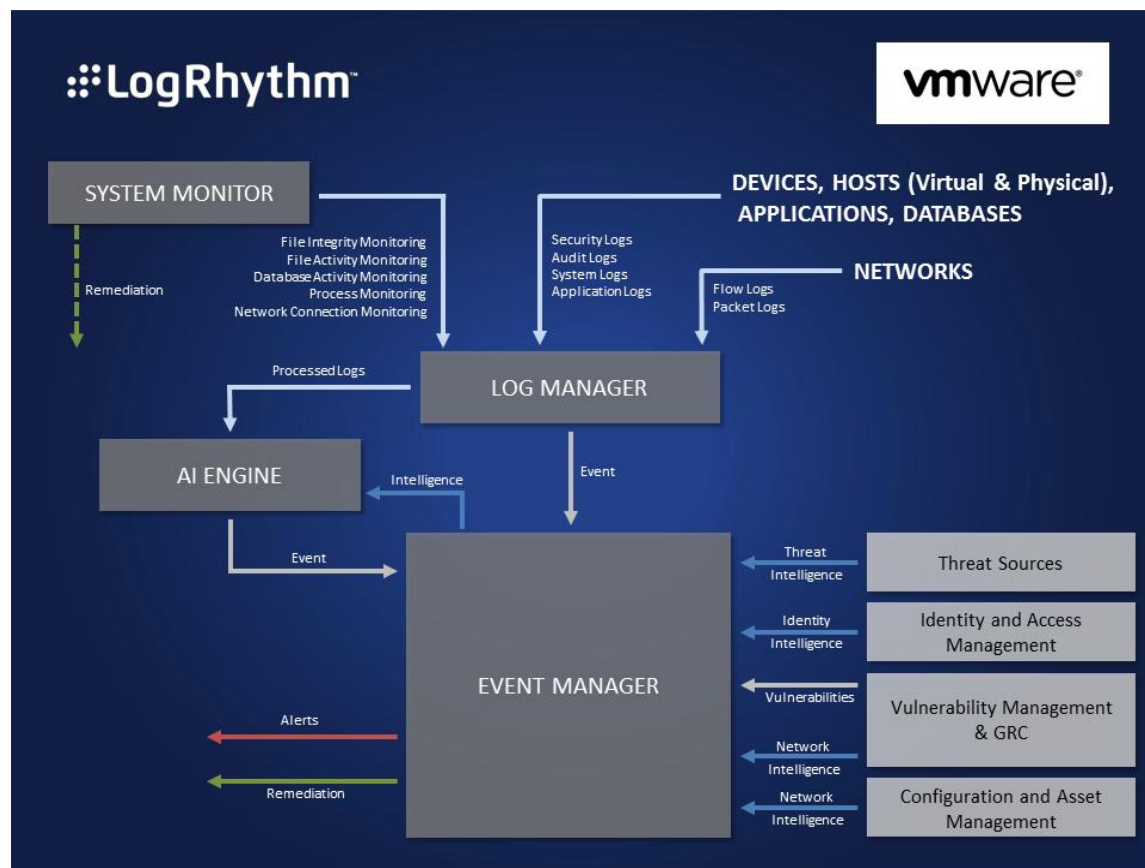 LogRhythm™
vmware®
SYSTEM MONITOR
DEVICES, HOSTS (Virtual & Physical),
APPLICATIONS, DATABASES
File Integrity Monitoring
File Activity Monitoring
Database Activity Monitoring
Process Monitoring
Network Connection Monitoring
Security Logs
Audit Logs
System Logs
Application Logs
NETWORKS
Flow Logs
Packet Logs
Remediation
Processed Logs
LOG MANAGER
AI ENGINE
Intelligence
Event
Event
EVENT MANAGER
Threat
Intelligence
Threat Sources
Identity
Intelligence
Identity and Access
Management
Vulnerabilities
Network
Intelligence
Vulnerability Management
& GRC
Network
Intelligence
Configuration and Asset
Management
Alerts
Remediation